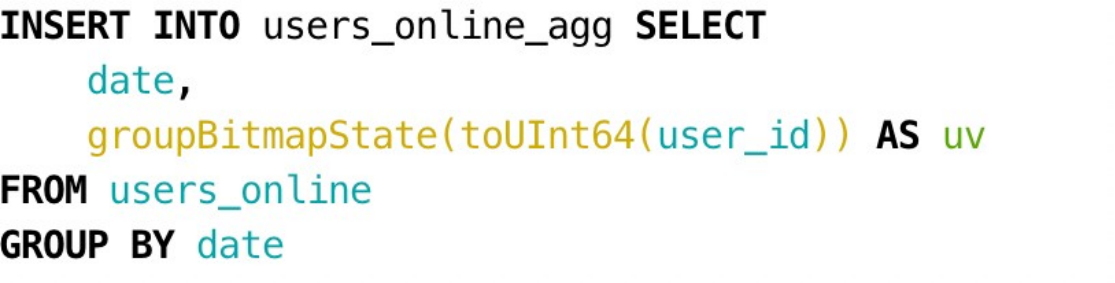 INSERT INTO users_online_agg SELECT
date,
groupBitmapState(toUInt64(user_id)) AS uv
FROM users_online
GROUP BY date